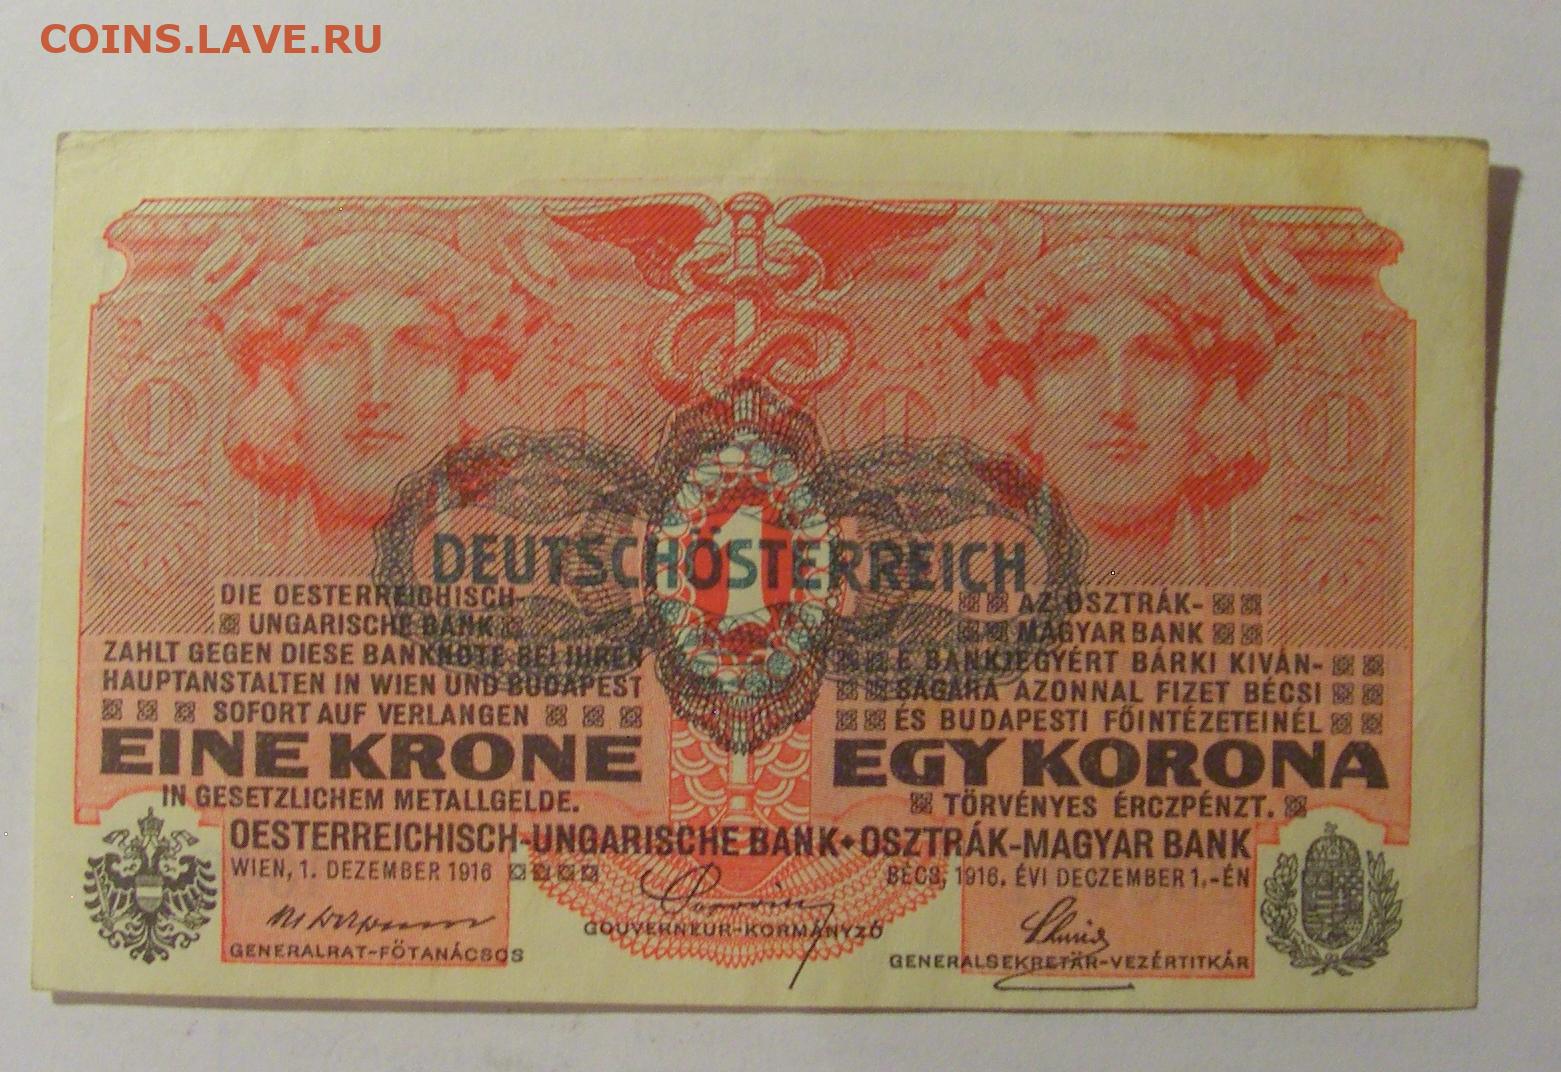 COINS.LAVE.RU
DEUTSCHÖSTERREICH
1
DIE OESTERREICHISCH
UNGARISCHE BANK
ZAHLT GEGEN DIESE BANKNOTE BEI IHREN
HAUPTANSTALTEN IN WIEN UND BUDAPEST
SOFORT AUF VERLANGEN
EINE KRONE
IN GESETZLICHEM METALLGELDE.
AZ OSZTRÁK-
MAGYAR BANK
E BANKJEGYÉRT BÁRKI KIVÁN-
SÁGÁRA AZONNAL FIZET BÉCSI
ÉS BUDAPESTI FŐINTÉZETEINÉL
EGY KORONA
TÖRVÉNYES ÉRCZPÉNZT.
OESTERREICHISCH-UNGARISCHE BANK • OSZTRÁK-MAGYAR BANK
WIEN, 1. DEZEMBER 1916
BÉCS, 1916. ÉVI DECZEMBER 1.-ÉN
GENERALRAT-FŐTANÁCSOS
GOUVERNEUR-KORMÁNYZÓ
GENERALSEKRETÄR-VEZÉRTITKÁR